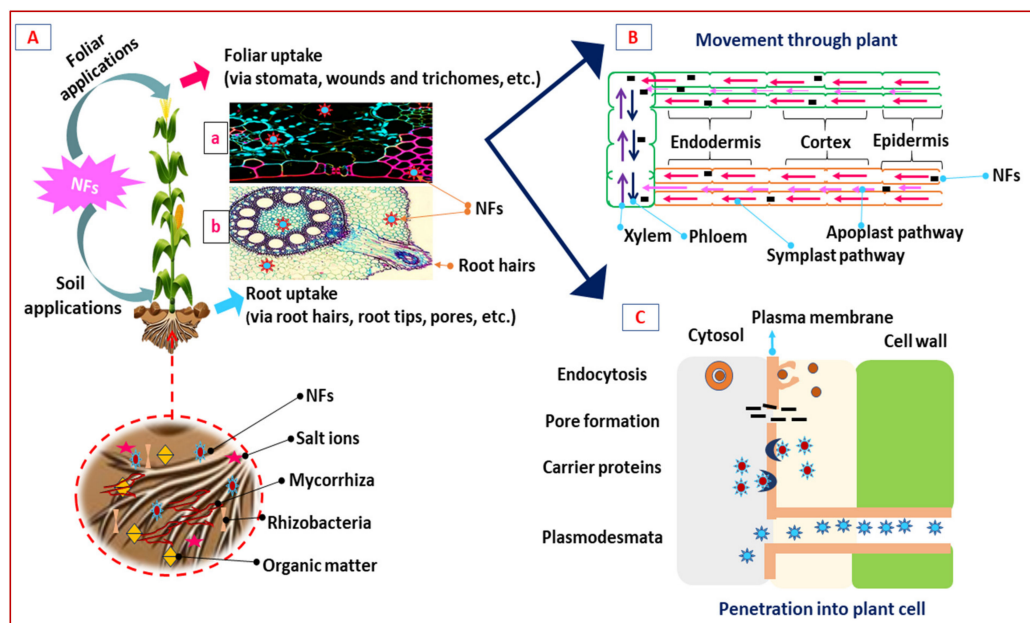 A
Foliar applications
NFs
Soil applications
Foliar uptake
(via stomata, wounds and trichomes, etc.)
a
b
NFs
Root hairs
Root uptake
(via root hairs, root tips, pores, etc.)
NFs
Salt ions
Mycorrhiza
Rhizobacteria
Organic matter
B
Movement through plant
Endodermis
Cortex
Epidermis
NFs
Xylem
Phloem
Apoplast pathway
Symplast pathway
C
Plasma membrane
Cytosol
Cell wall
Endocytosis
Pore formation
Carrier proteins
Plasmodesmata
Penetration into plant cell